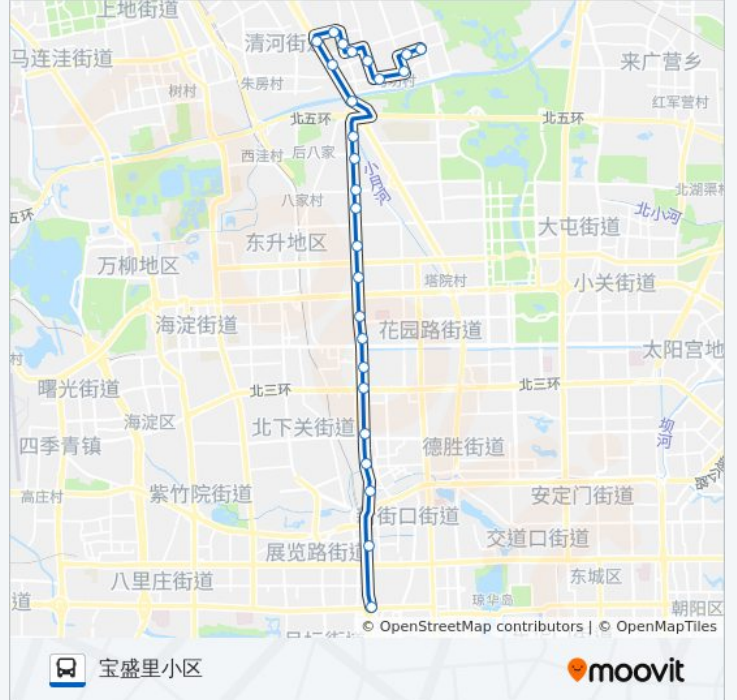 上地街道
清河街
马连洼街道
来广营乡
朱房村
树村
红军营村
北五环
北五环
西洼村
后八家
小月河
北湖渠村
八家村
五环
北小河
东升地区
大屯街道
万柳地区
塔院村
小关街道
海淀街道
花园路街道
太阳宫地
村
曙光街道
北三环
北三环
海淀区
北下关街道
坝河
四季青镇
德胜街道
高庄村
紫竹院街道
安定门街道
街口街道
交道口街道
展览路街道
八里庄街道
东城区
道
琼华岛
朝阳区
© OpenStreetMap contributors | © OpenMapTiles
宝盛里小区
moovit